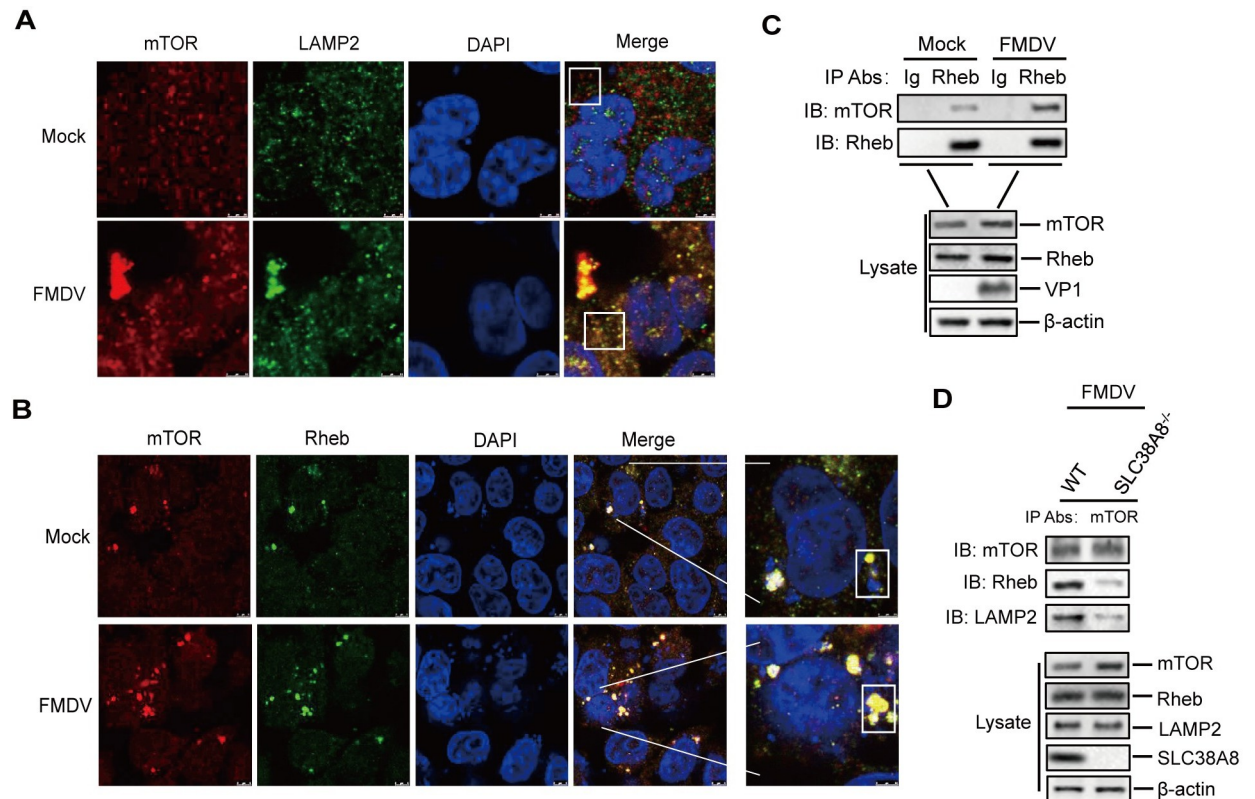 A
mTOR LAMP2 DAPI Merge
Mock
FMDV
B
mTOR Rheb DAPI Merge
Mock
FMDV
C
Mock FMDV
IP Abs: Ig Rheb Ig Rheb
IB: mTOR
IB: Rheb
Lysate
mTOR
Rheb
VP1
β-actin
D
FMDV
WT SLC38A8-/-
IP Abs: mTOR
IB: mTOR
IB: Rheb
IB: LAMP2
Lysate
mTOR
Rheb
LAMP2
SLC38A8
β-actin